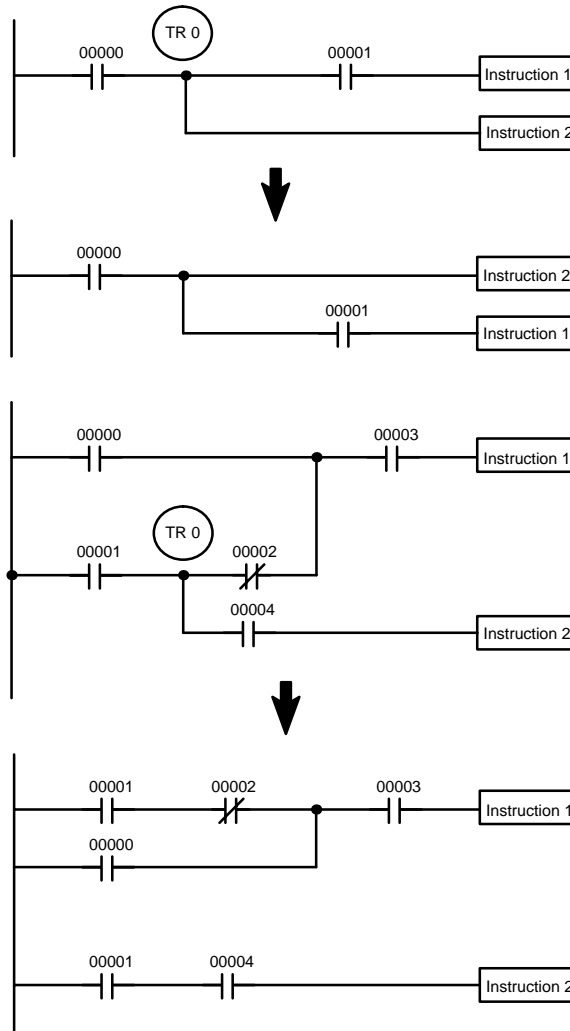 TR 0
00000 00001
Instruction 1
Instruction 2
00000
Instruction 2
00001
Instruction 1
00000 00003
Instruction 1
TR 0
00001 00002
00004
Instruction 2
00001 00002 00003
Instruction 1
00000
00001 00004
Instruction 2